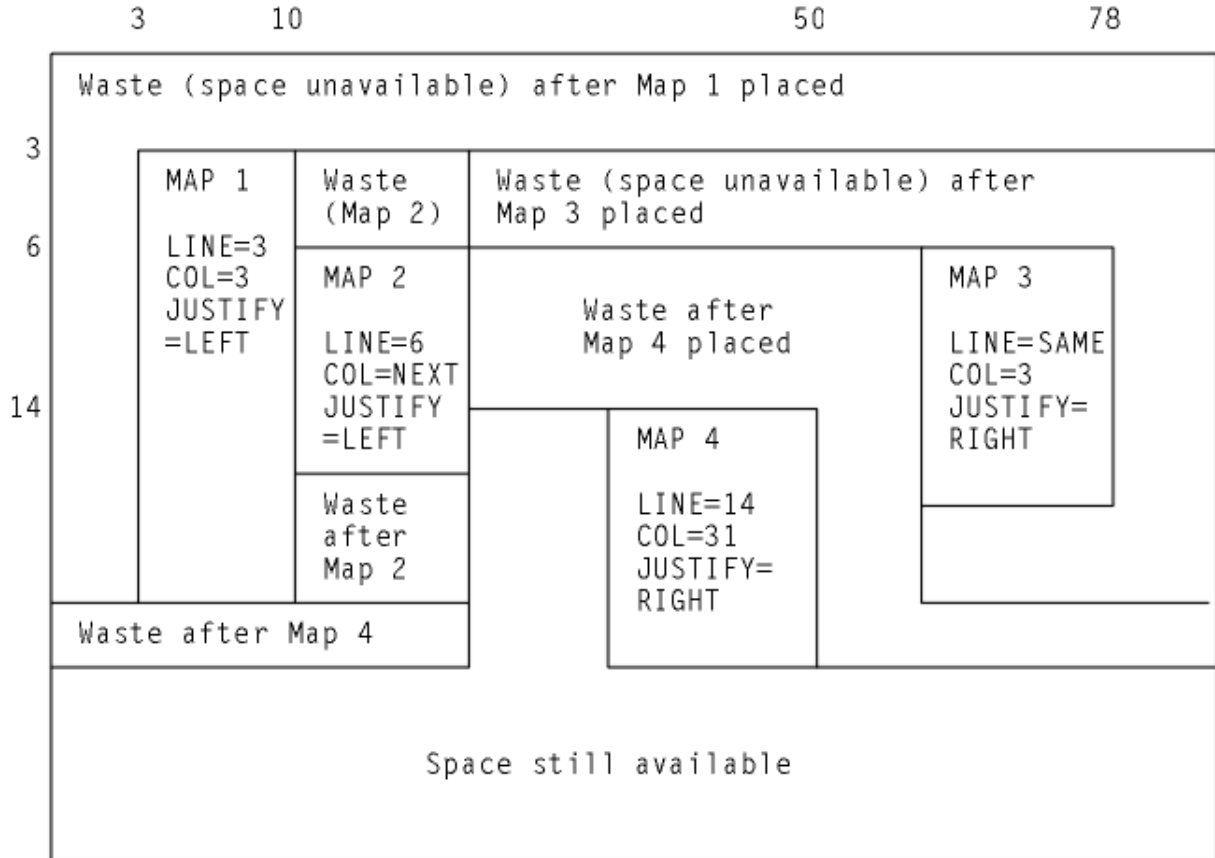 3 10 50 78
Waste (space unavailable) after Map 1 placed
3
MAP 1
LINE=3
COL=3
JUSTIFY
=LEFT
Waste
(Map 2)
Waste (space unavailable) after
Map 3 placed
6
MAP 2
LINE=6
COL=NEXT
JUSTIFY
=LEFT
Waste after
Map 4 placed
MAP 3
LINE=SAME
COL=3
JUSTIFY=
RIGHT
14
MAP 4
LINE=14
COL=31
JUSTIFY=
RIGHT
Waste
after
Map 2
Waste after Map 4
Space still available